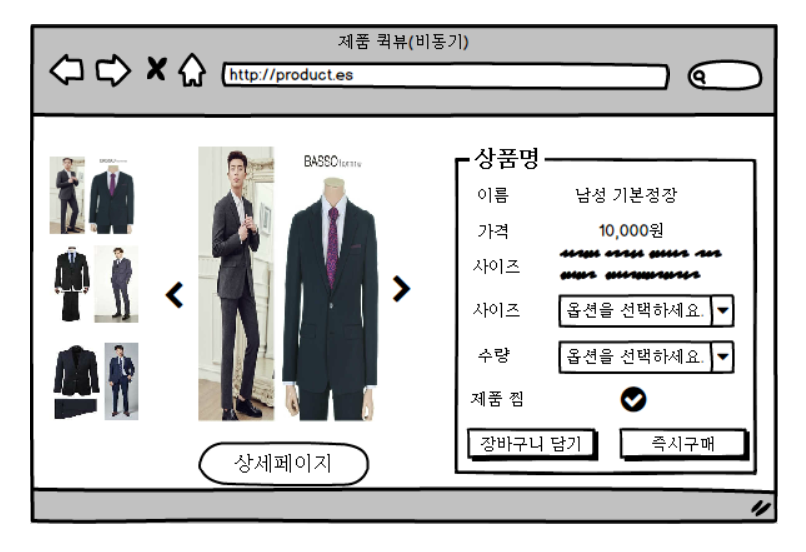 제품 퀵뷰(비동기)
http://product.es
BASSO homme
상품명
이름 남성 기본정장
가격 10,000원
사이즈
사이즈 옵션을 선택하세요.
수량 옵션을 선택하세요.
제품 찜
장바구니 담기 즉시구매
상세페이지